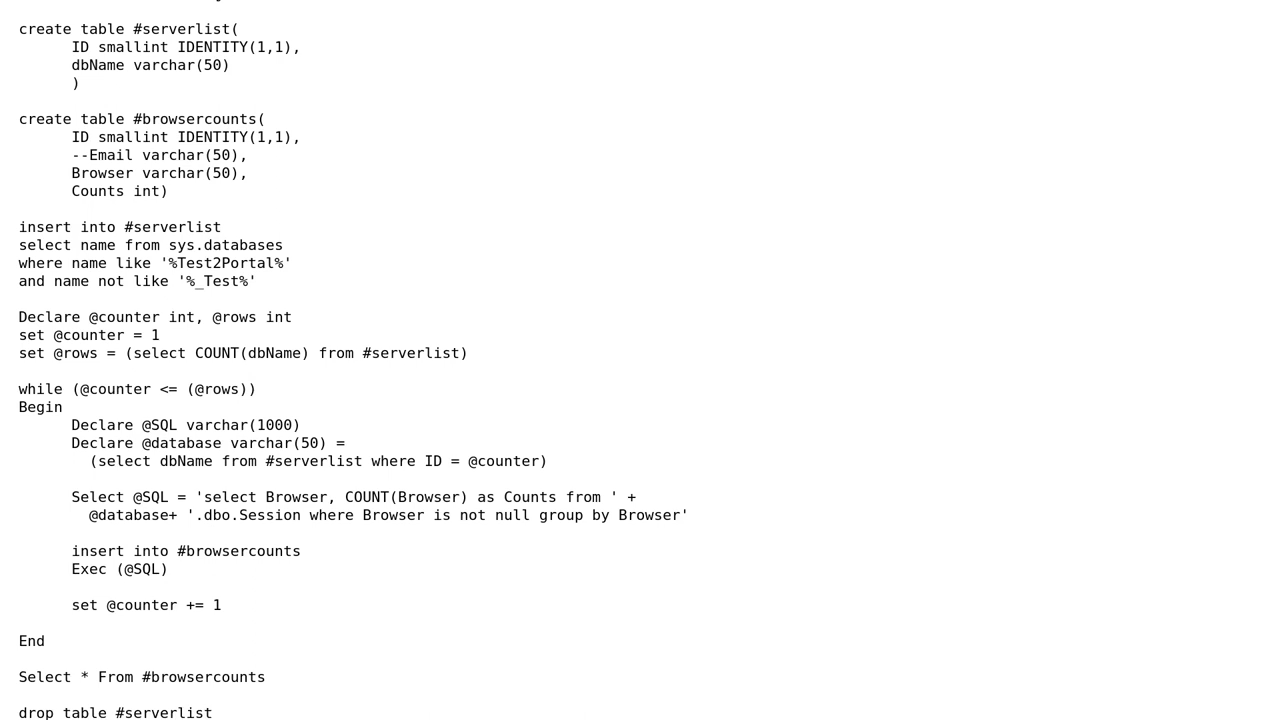 create table #serverlist(
ID smallint IDENTITY(1,1),
dbName varchar(50)
)
create table #browsercounts(
ID smallint IDENTITY(1,1),
--Email varchar(50),
Browser varchar(50),
Counts int)
insert into #serverlist
select name from sys.databases
where name like '%Test2Portal%'
and name not like '%_Test%'
Declare @counter int, @rows int
set @counter = 1
set @rows = (select COUNT(dbName) from #serverlist)
while (@counter <= (@rows))
Begin
Declare @SQL varchar(1000)
Declare @database varchar(50) =
(select dbName from #serverlist where ID = @counter)
Select @SQL = 'select Browser, COUNT(Browser) as Counts from ' +
@database+ '.dbo.Session where Browser is not null group by Browser'
insert into #browsercounts
Exec (@SQL)
set @counter += 1
End
Select * From #browsercounts
drop table #serverlist